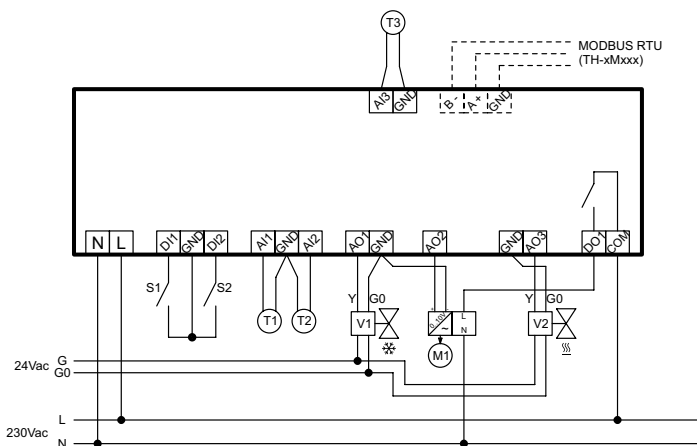 T3
MODBUS RTU
(TH-xMxxx)
AI3 GND
B - A + GND
N L DI1 GND DI2 AI1 GND AI2 AO1 GND AO2 GND AO3 DO1 COM
S1 S2
Y G0 Y G0
T1 T2 V1 0..10V ~ L N V2
M1
24Vac G
G0
230Vac L
N